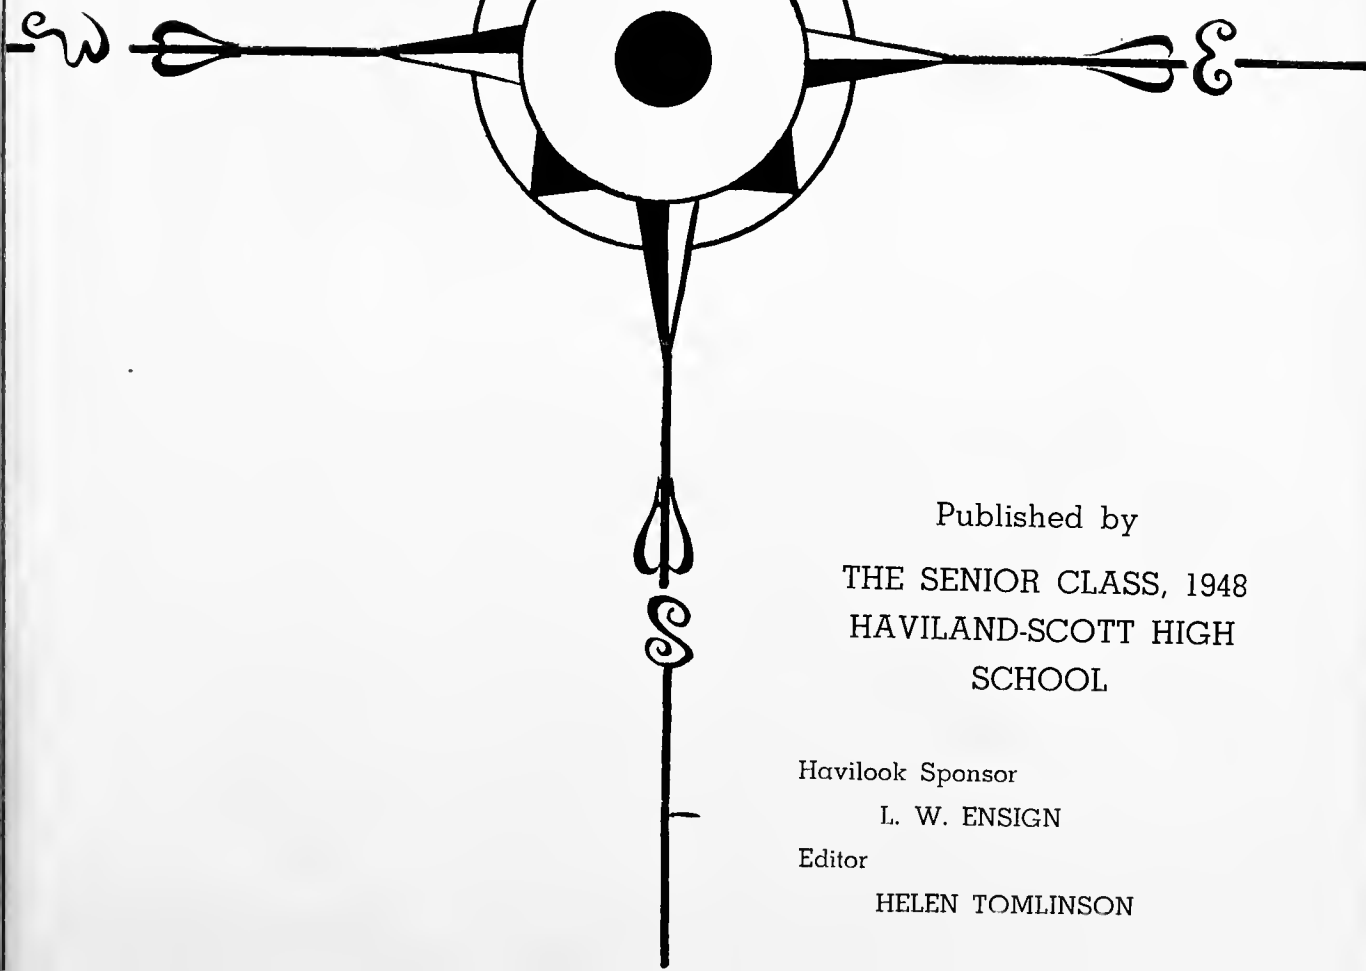 W
E
S
Published by
THE SENIOR CLASS, 1948
HAVILAND-SCOTT HIGH
SCHOOL
Havilook Sponsor
L. W. ENSIGN
Editor
HELEN TOMLINSON